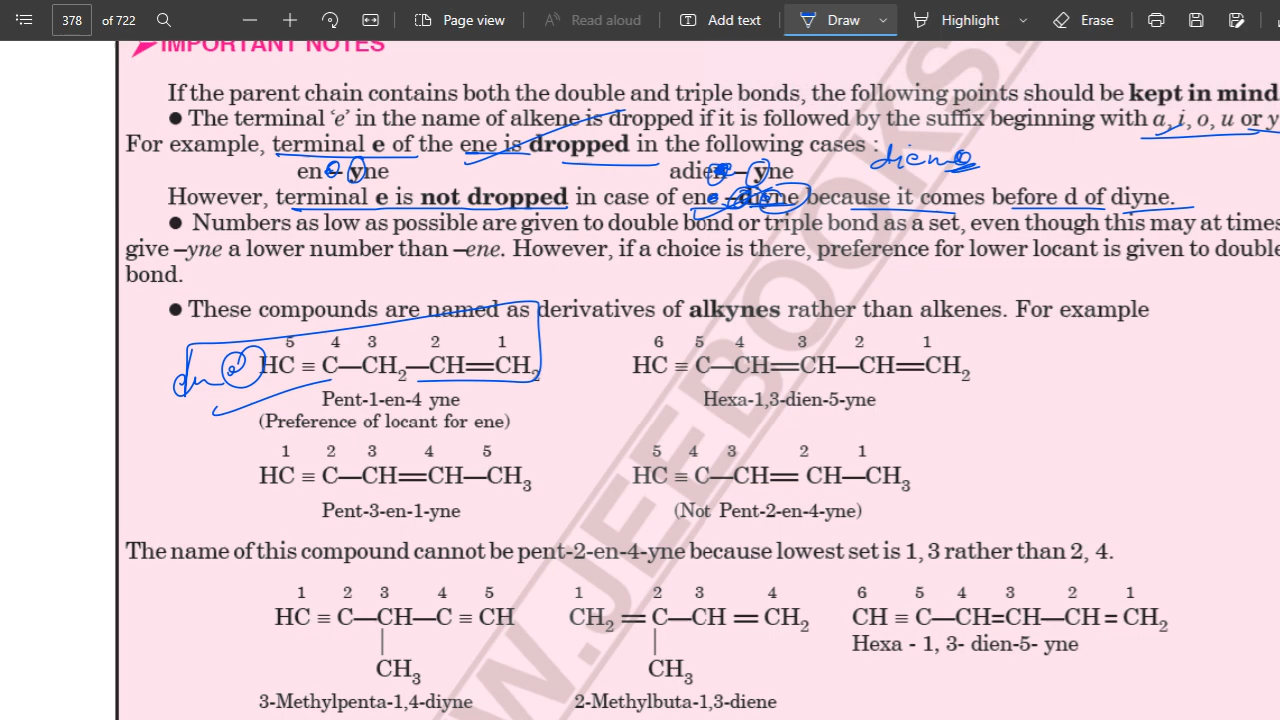 378 of 722 Page view Read aloud Add text Draw Highlight Erase
IMPORTANT NOTES
If the parent chain contains both the double and triple bonds, the following points should be kept in mind
● The terminal 'e' in the name of alkene is dropped if it is followed by the suffix beginning with a, i, o, u or y
For example, terminal e of the ene is dropped in the following cases :
en – yne adien – yne diene
However, terminal e is not dropped in case of ene – diyne because it comes before d of diyne.
● Numbers as low as possible are given to double bond or triple bond as a set, even though this may at times
give –yne a lower number than –ene. However, if a choice is there, preference for lower locant is given to double
bond.
● These compounds are named as derivatives of alkynes rather than alkenes. For example
5 4 3 2 1 6 5 4 3 2 1
HC ≡ C—CH₂—CH=CH₂ HC ≡ C—CH=CH—CH=CH₂
Pent-1-en-4 yne Hexa-1,3-dien-5-yne
(Preference of locant for ene)
1 2 3 4 5 5 4 3 2 1
HC ≡ C—CH=CH—CH₃ HC ≡ C—CH= CH—CH₃
Pent-3-en-1-yne (Not Pent-2-en-4-yne)
The name of this compound cannot be pent-2-en-4-yne because lowest set is 1, 3 rather than 2, 4.
1 2 3 4 5 1 2 3 4 6 5 4 3 2 1
HC ≡ C—CH—C ≡ CH CH₂ = C—CH = CH₂ CH ≡ C—CH=CH—CH = CH₂
Hexa - 1, 3- dien-5- yne
CH₃ CH₃
3-Methylpenta-1,4-diyne 2-Methylbuta-1,3-diene
W.JEEBOOKS.